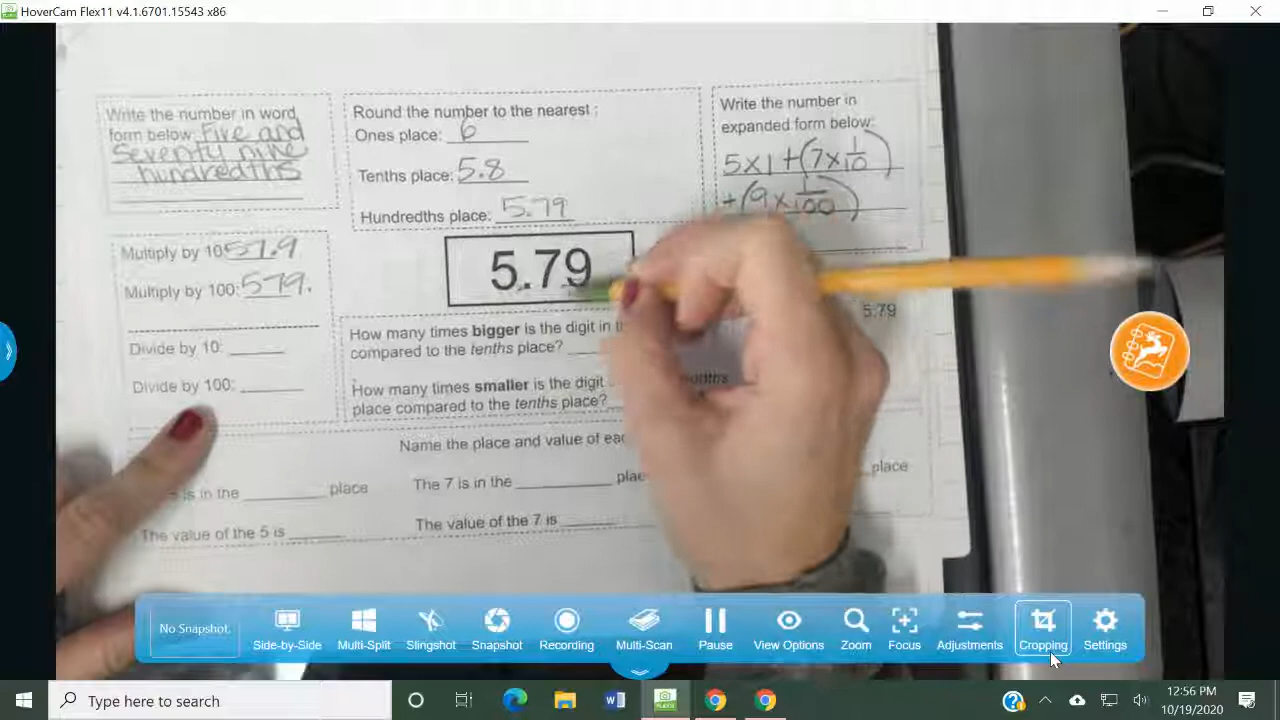 HoverCam Flex11 v4.1.6701.15543 x86
Write the number in word
form below: Five and
Seventy nine
hundredths
Round the number to the nearest :
Ones place: 6
Tenths place: 5.8
Hundredths place: 5.79
Write the number in
expanded form below:
5x1 + (7x 1/10)
+ (9x 1/100)
Multiply by 10 57.9
Multiply by 100: 579.
Divide by 10:
Divide by 100:
5.79
How many times bigger is the digit in
compared to the tenths place?
How many times smaller is the digit
place compared to the tenths place?
5.79
Name the place and value of
is in the place
The 7 is in the
place
The value of the 5 is
The value of the 7 is
No Snapshot.
Side-by-Side
Multi-Split
Slingshot
Snapshot
Recording
Multi-Scan
Pause
View Options
Zoom
Focus
Adjustments
Cropping
Settings
Type here to search
12:56 PM
10/19/2020